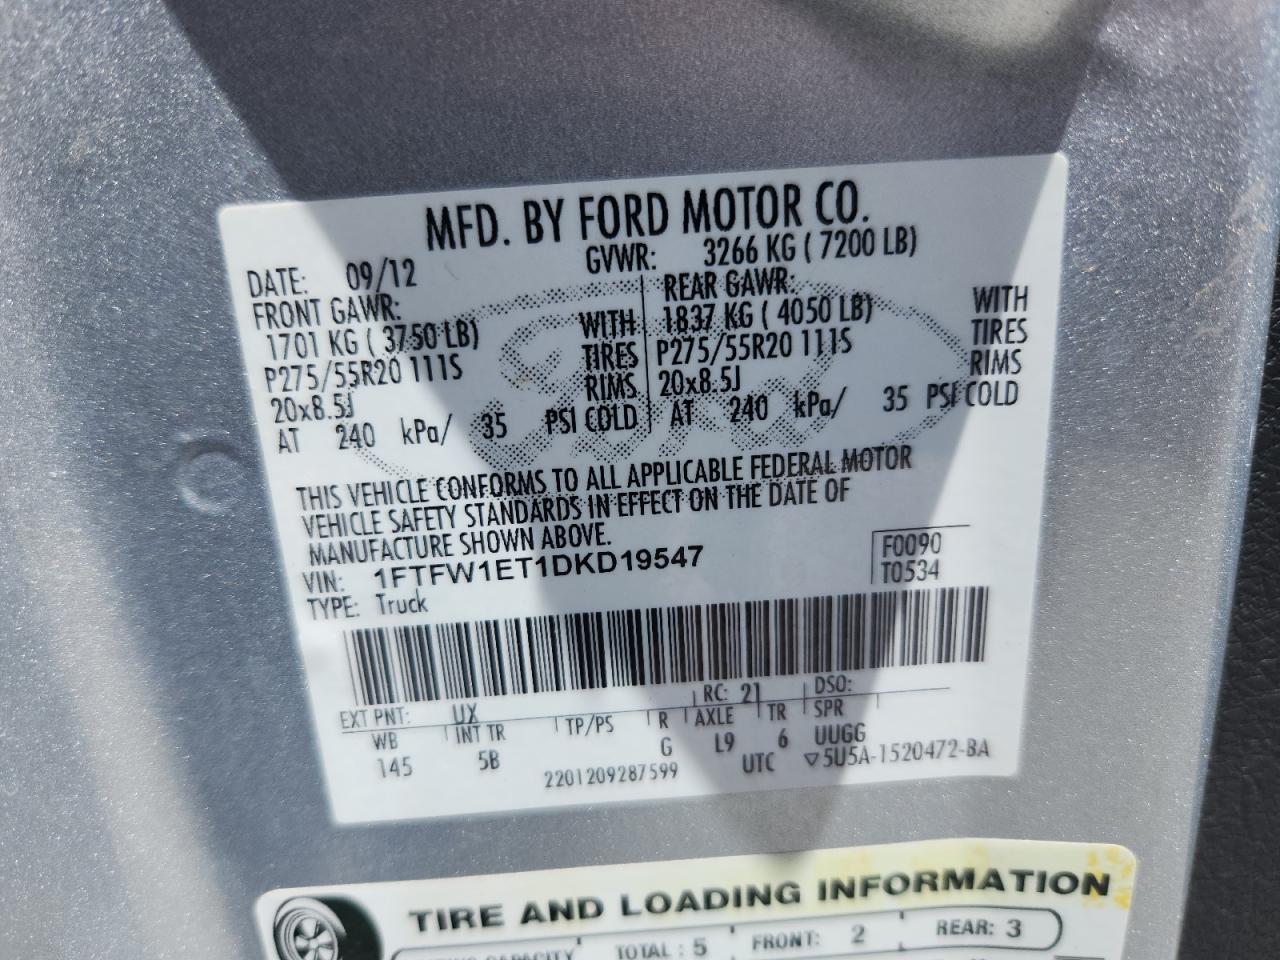 MFD. BY FORD MOTOR CO.
DATE: 09/12 GVWR: 3266 KG ( 7200 LB)
FRONT GAWR: REAR GAWR:
1701 KG ( 3750 LB) WITH 1837 KG ( 4050 LB) WITH
P275/55R20 111S TIRES P275/55R20 111S TIRES
20x8.5J RIMS 20x8.5J RIMS
AT 240 kPa/ 35 PSI COLD AT 240 kPa/ 35 PSI COLD
THIS VEHICLE CONFORMS TO ALL APPLICABLE FEDERAL MOTOR
VEHICLE SAFETY STANDARDS IN EFFECT ON THE DATE OF
MANUFACTURE SHOWN ABOVE.
VIN: 1FTFW1ET1DKD19547 F0090
TYPE: Truck T0534
EXT PNT: UX RC: 21 DSO:
WB INT TR TP/PS R AXLE TR SPR
145 5B G L9 6 UUGG
2201209287599 UTC ▽5U5A-1520472-BA
TIRE AND LOADING INFORMATION
CAPACITY TOTAL : 5 FRONT: 2 REAR: 3